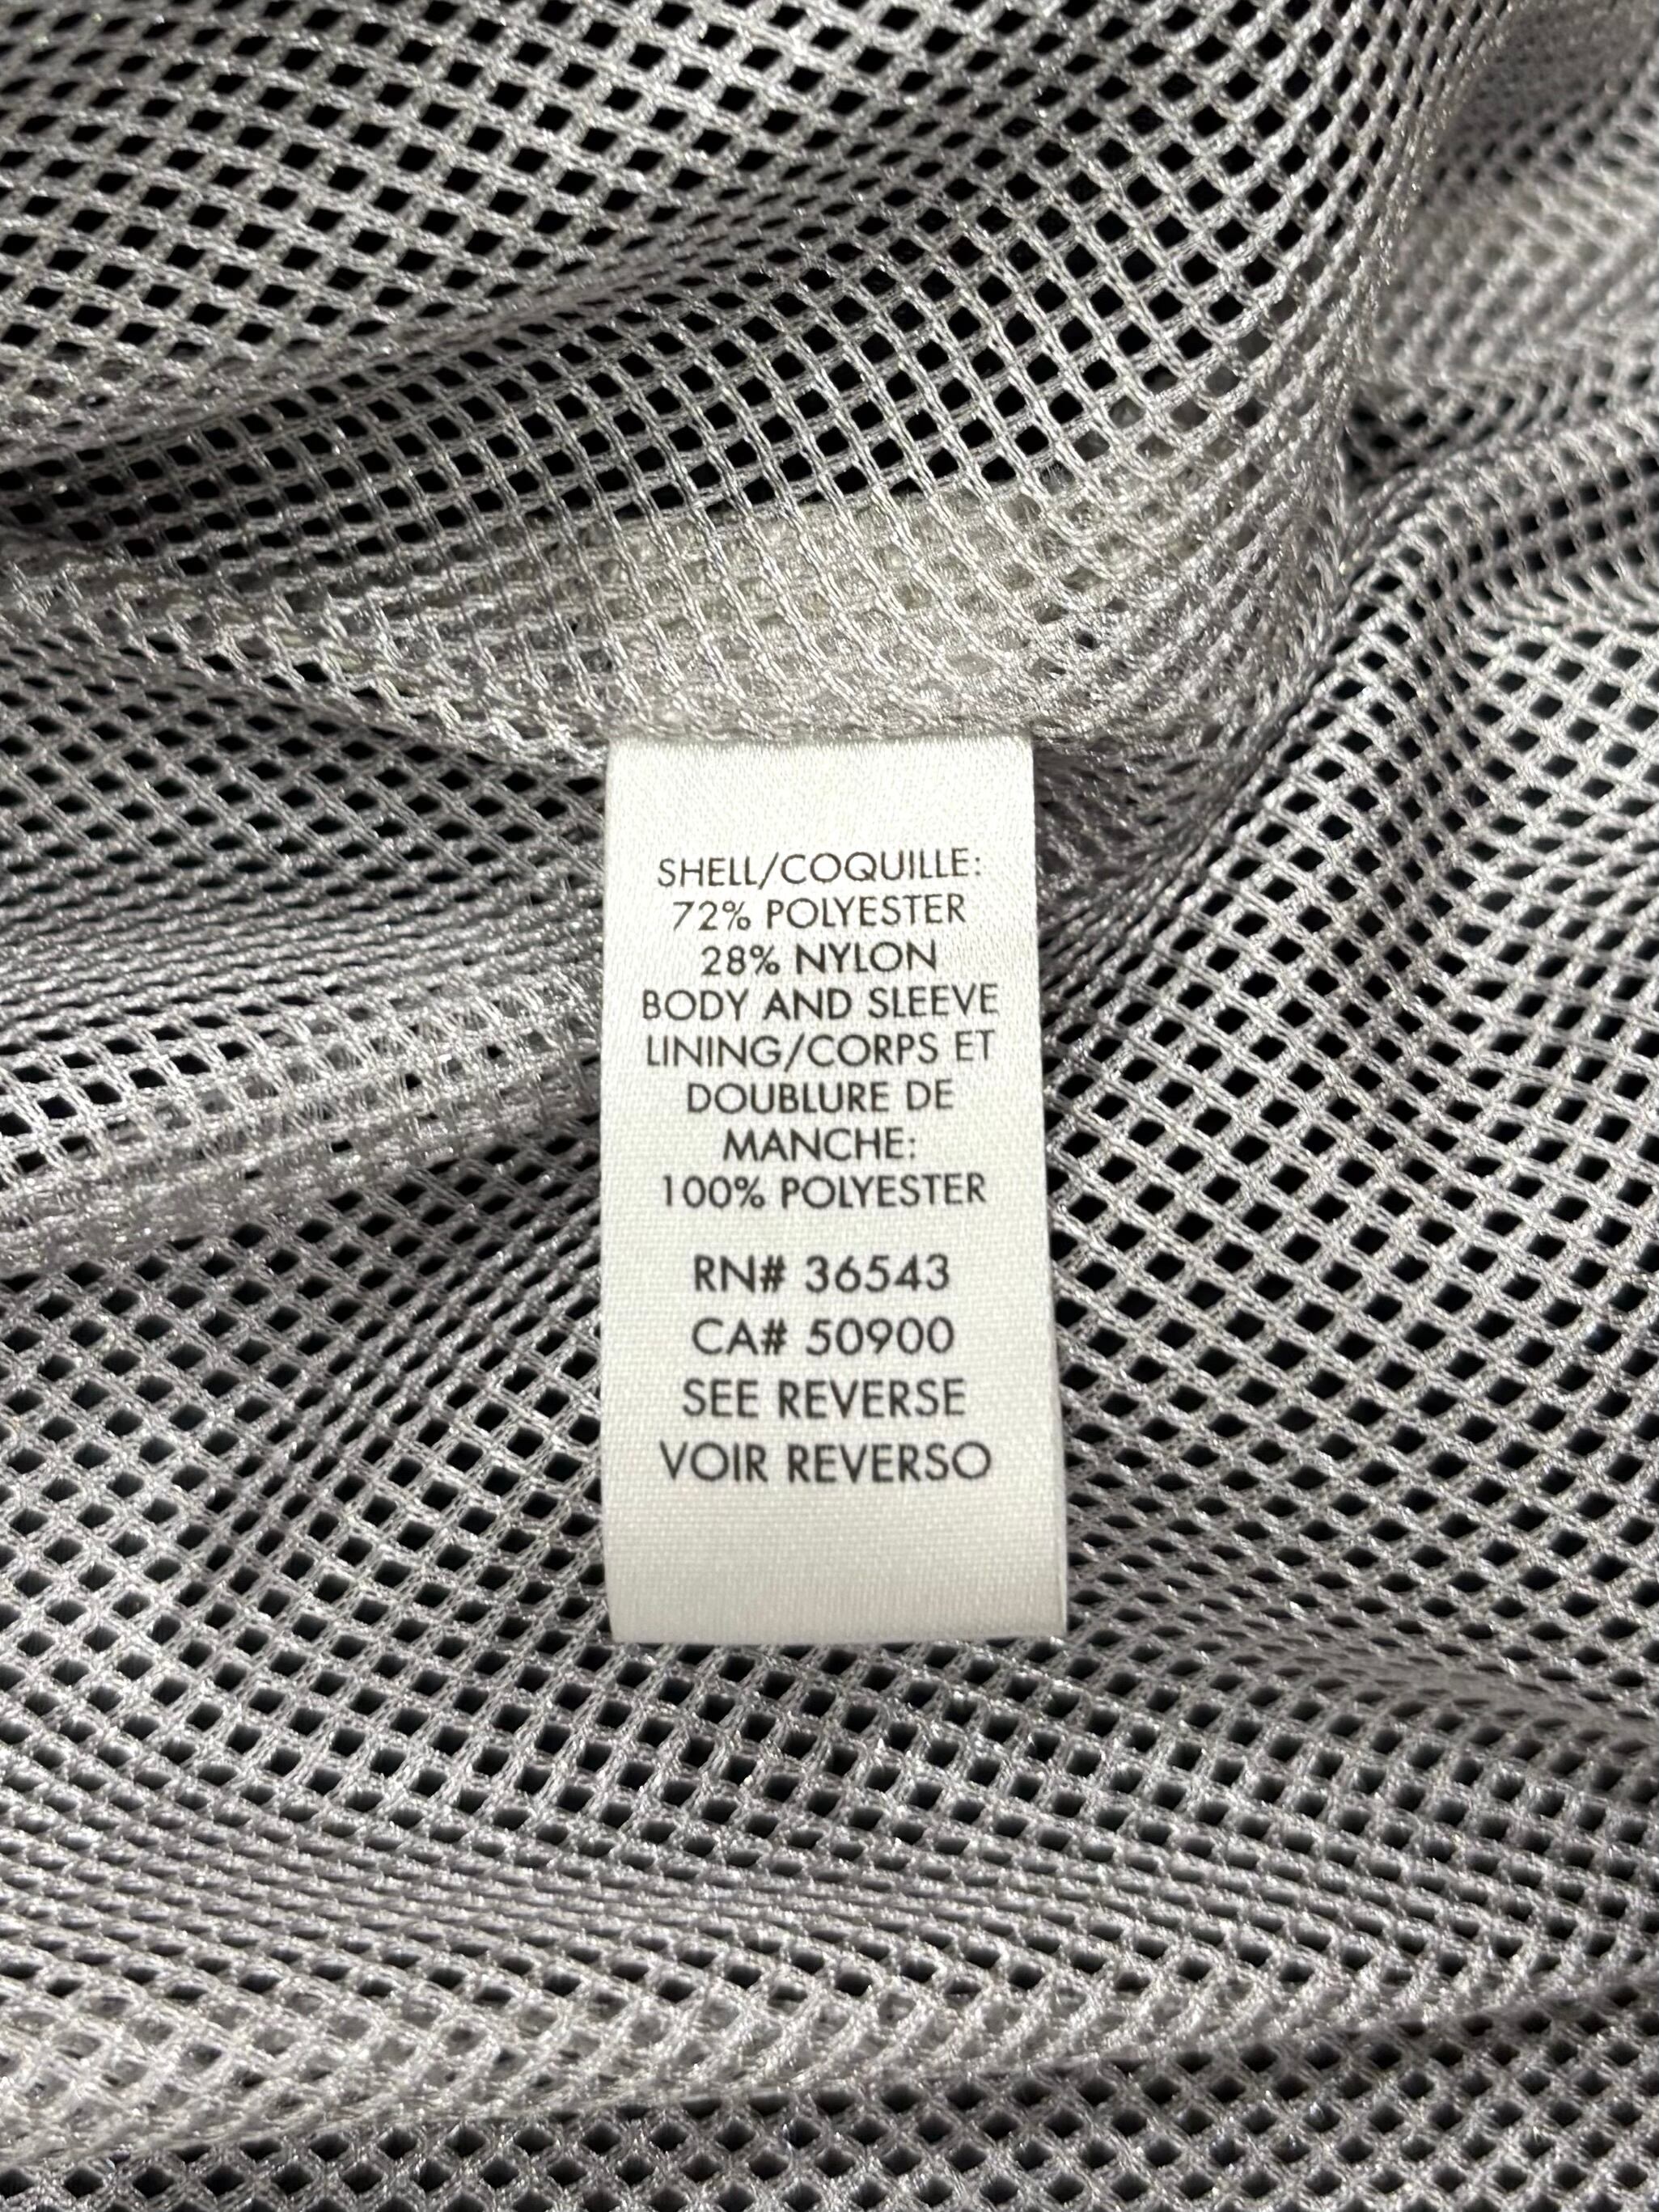 SHELL/COQUILLE:
72% POLYESTER
28% NYLON
BODY AND SLEEVE
LINING/CORPS ET
DOUBLURE DE
MANCHE:
100% POLYESTER
RN# 36543
CA# 50900
SEE REVERSE
VOIR REVERSO